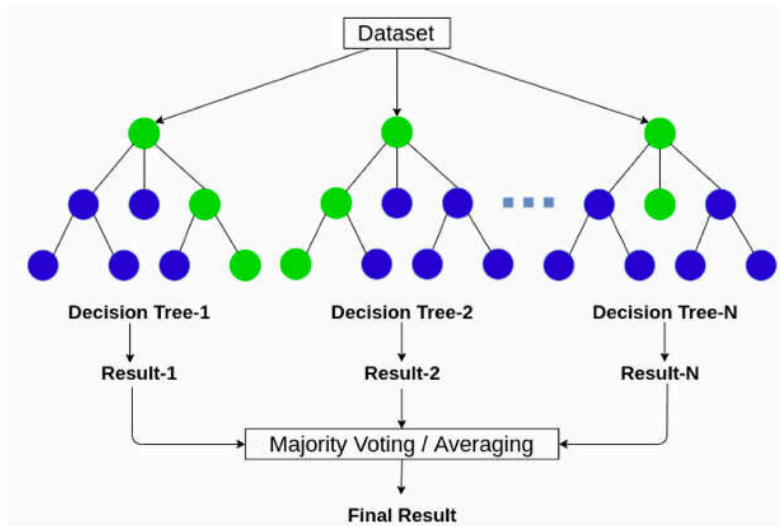 Dataset
Decision Tree-1
Decision Tree-2
Decision Tree-N
Result-1
Result-2
Result-N
Majority Voting / Averaging
Final Result